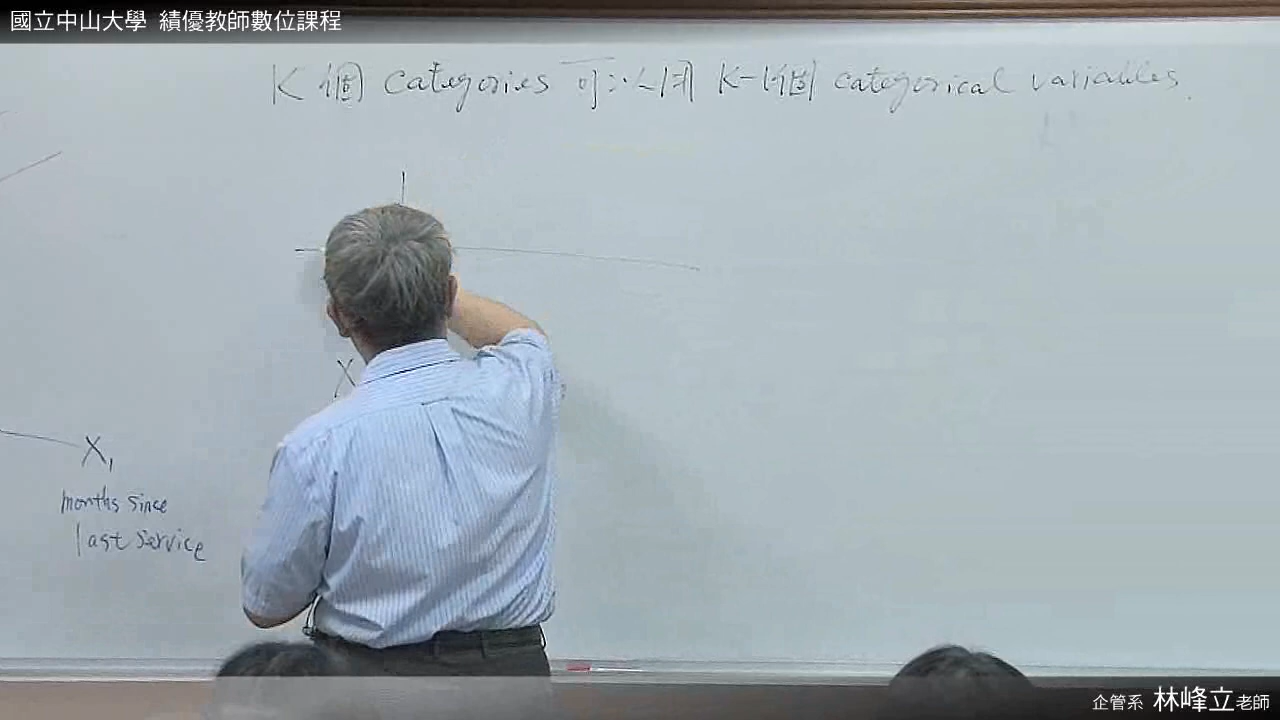 國立中山大學 績優教師數位課程
K 個 categories 可以用 K-1個 categorical variables.
X
X1
months since
last service
企管系 林峰立老師